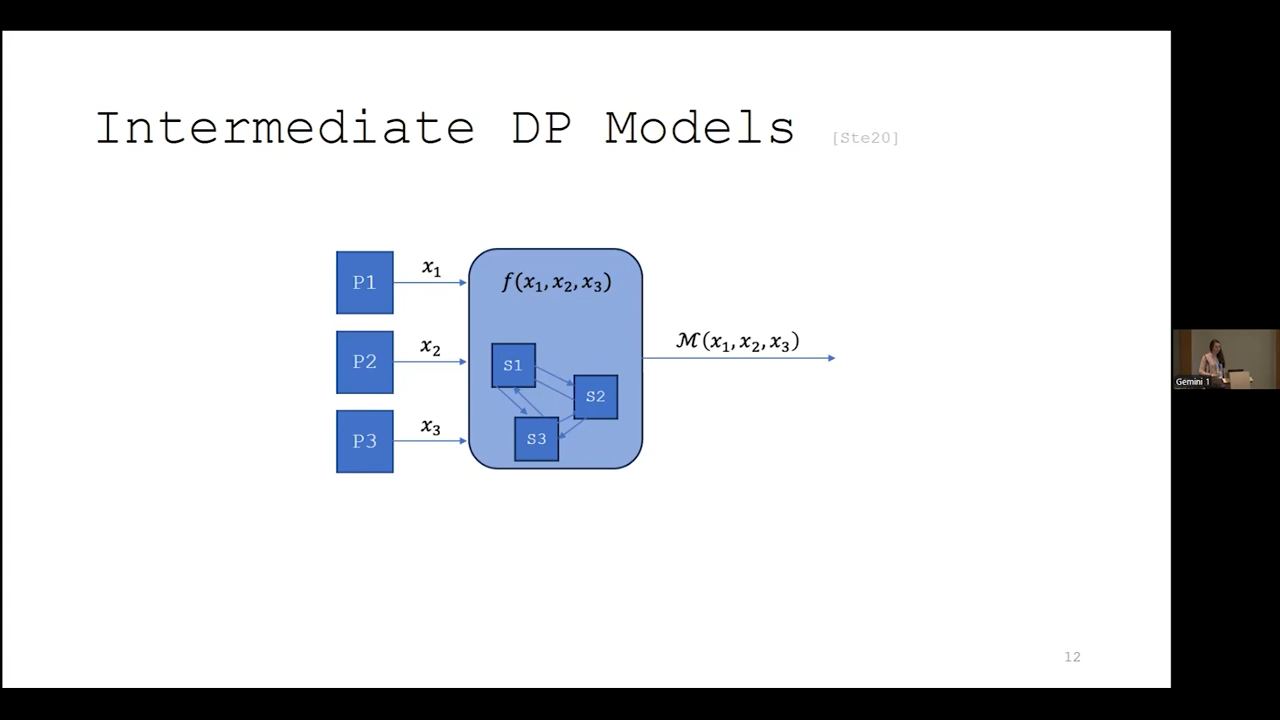 Intermediate DP Models [Ste20]
P1
x₁
P2
x₂
P3
x₃
f(x₁, x₂, x₃)
S1
S2
S3
ℳ(x₁, x₂, x₃)
Gemini 1
12